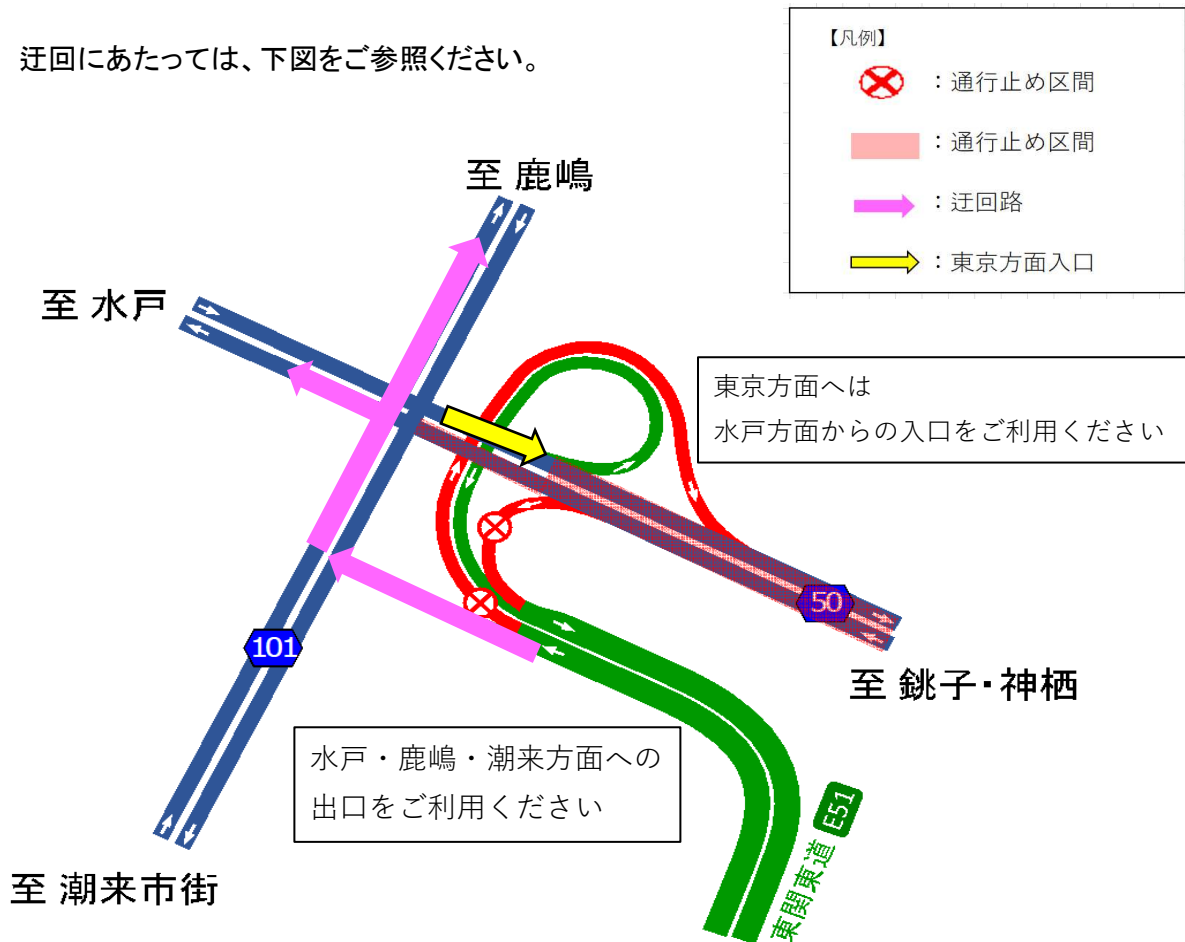 迂回にあたっては、下図をご参照ください。
【凡例】
：通行止め区間
：通行止め区間
：迂回路
：東京方面入口
至 鹿嶋
至 水戸
東京方面へは
水戸方面からの入口をご利用ください
50
101
至 銚子・神栖
水戸・鹿嶋・潮来方面への
出口をご利用ください
東関東道 E51
至 潮来市街